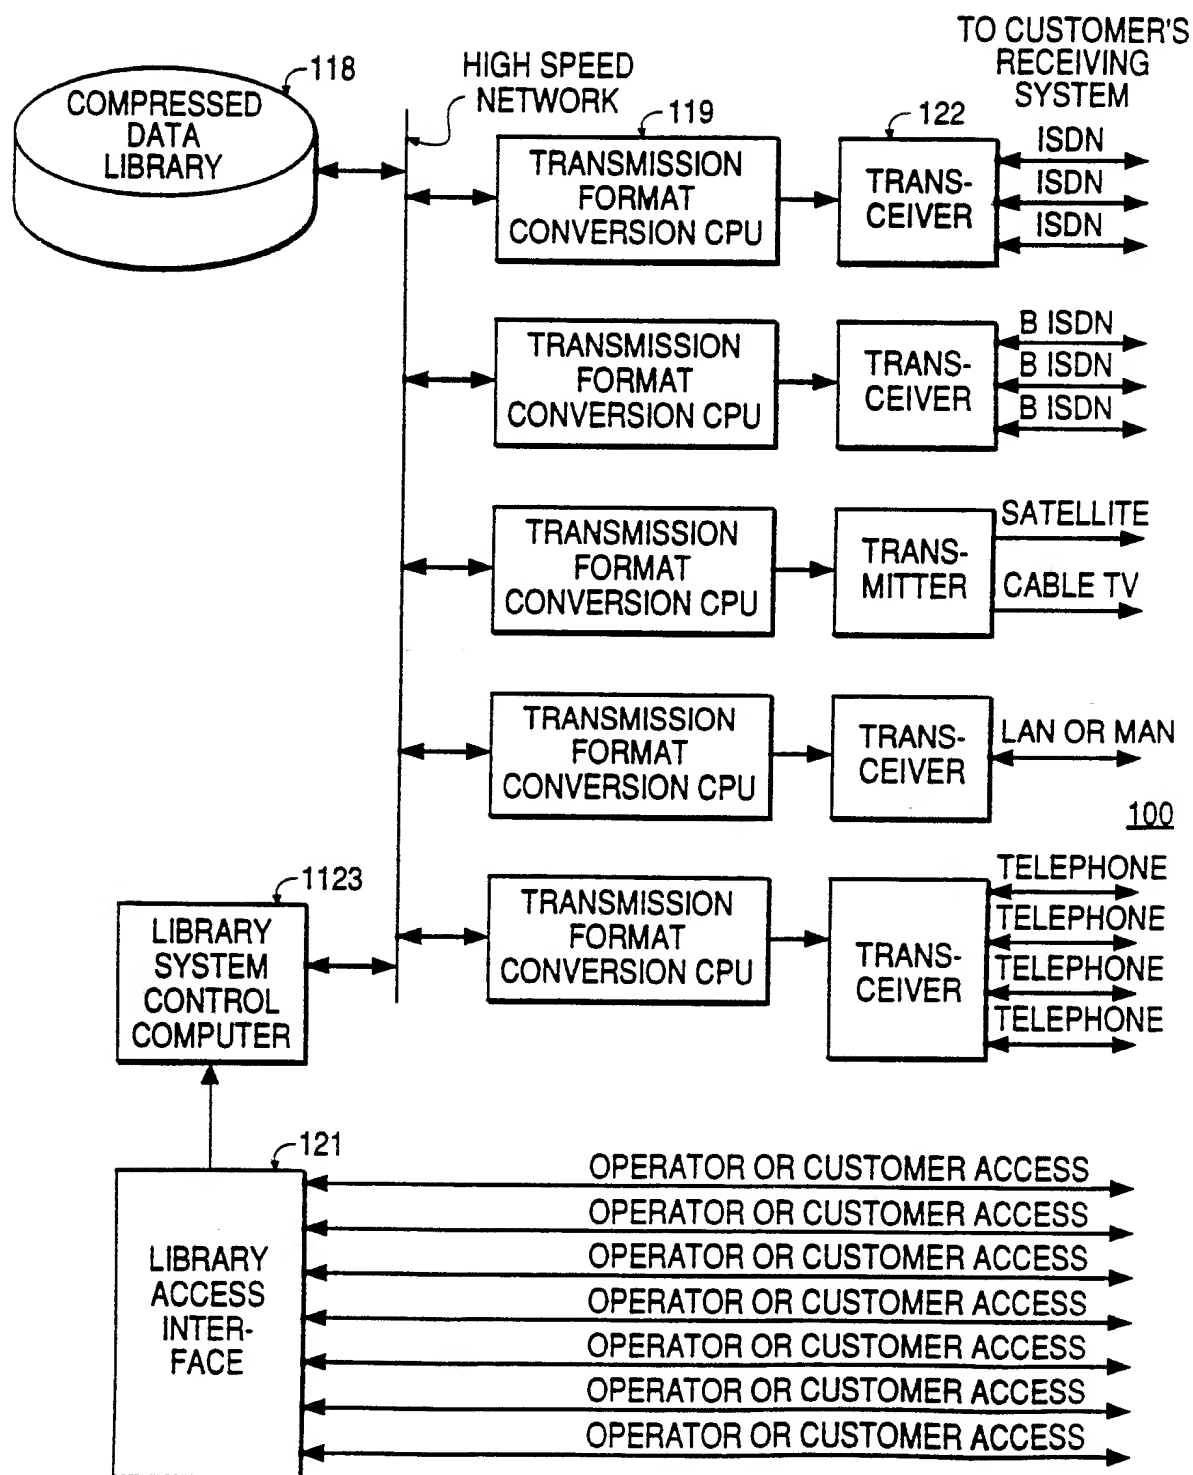 TO CUSTOMER'S
RECEIVING
SYSTEM
118
HIGH SPEED
NETWORK
COMPRESSED
DATA
LIBRARY
119
122
TRANSMISSION
FORMAT
CONVERSION CPU
TRANS-
CEIVER
ISDN
ISDN
ISDN
TRANSMISSION
FORMAT
CONVERSION CPU
TRANS-
CEIVER
B ISDN
B ISDN
B ISDN
TRANSMISSION
FORMAT
CONVERSION CPU
TRANS-
MITTER
SATELLITE
CABLE TV
TRANSMISSION
FORMAT
CONVERSION CPU
TRANS-
CEIVER
LAN OR MAN
100
1123
LIBRARY
SYSTEM
CONTROL
COMPUTER
TRANSMISSION
FORMAT
CONVERSION CPU
TRANS-
CEIVER
TELEPHONE
TELEPHONE
TELEPHONE
TELEPHONE
121
LIBRARY
ACCESS
INTER-
FACE
OPERATOR OR CUSTOMER ACCESS
OPERATOR OR CUSTOMER ACCESS
OPERATOR OR CUSTOMER ACCESS
OPERATOR OR CUSTOMER ACCESS
OPERATOR OR CUSTOMER ACCESS
OPERATOR OR CUSTOMER ACCESS
OPERATOR OR CUSTOMER ACCESS